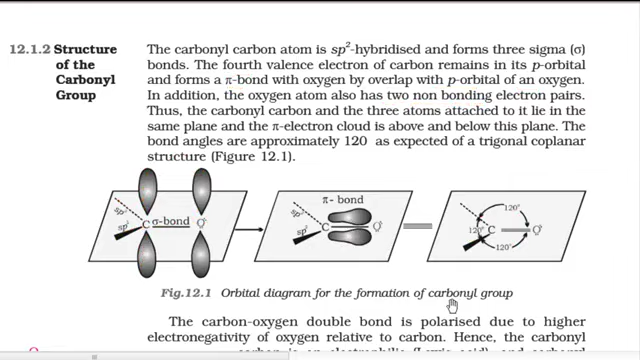 12.1.2 Structure of the Carbonyl Group
The carbonyl carbon atom is sp²-hybridised and forms three sigma (σ)
bonds. The fourth valence electron of carbon remains in its p-orbital
and forms a π-bond with oxygen by overlap with p-orbital of an oxygen.
In addition, the oxygen atom also has two non bonding electron pairs.
Thus, the carbonyl carbon and the three atoms attached to it lie in
the same plane and the π-electron cloud is above and below this plane. The
bond angles are approximately 120 as expected of a trigonal coplanar
structure (Figure 12.1).
sp² sp² C σ-bond O
π- bond sp² sp² C O
120° 120° C O 120°
Fig.12.1 Orbital diagram for the formation of carbonyl group
The carbon-oxygen double bond is polarised due to higher
electronegativity of oxygen relative to carbon. Hence, the carbonyl